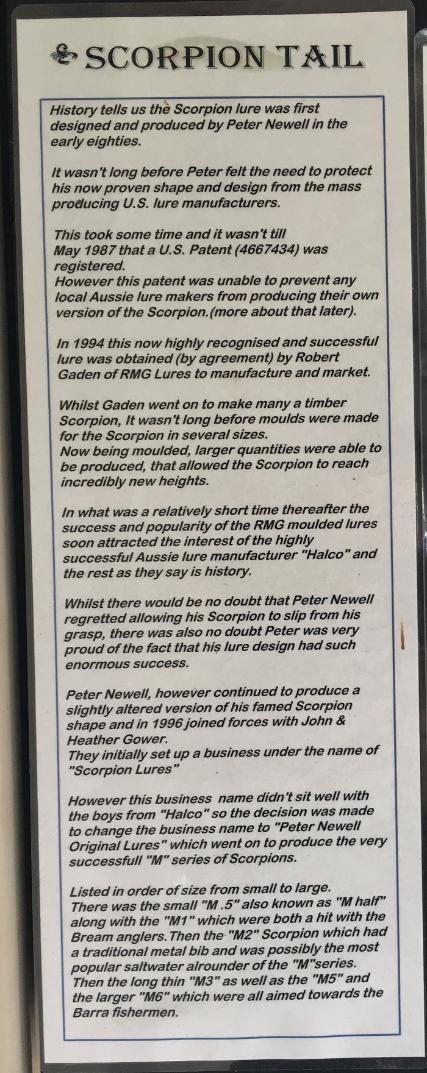 SCORPION TAIL
History tells us the Scorpion lure was first
designed and produced by Peter Newell in the
early eighties.
It wasn't long before Peter felt the need to protect
his now proven shape and design from the mass
producing U.S. lure manufacturers.
This took some time and it wasn't till
May 1987 that a U.S. Patent (4667434) was
registered.
However this patent was unable to prevent any
local Aussie lure makers from producing their own
version of the Scorpion.(more about that later).
In 1994 this now highly recognised and successful
lure was obtained (by agreement) by Robert
Gaden of RMG Lures to manufacture and market.
Whilst Gaden went on to make many a timber
Scorpion, It wasn't long before moulds were made
for the Scorpion in several sizes.
Now being moulded, larger quantities were able to
be produced, that allowed the Scorpion to reach
incredibly new heights.
In what was a relatively short time thereafter the
success and popularity of the RMG moulded lures
soon attracted the interest of the highly
successful Aussie lure manufacturer "Halco" and
the rest as they say is history.
Whilst there would be no doubt that Peter Newell
regretted allowing his Scorpion to slip from his
grasp, there was also no doubt Peter was very
proud of the fact that his lure design had such
enormous success.
Peter Newell, however continued to produce a
slightly altered version of his famed Scorpion
shape and in 1996 joined forces with John &
Heather Gower.
They initially set up a business under the name of
"Scorpion Lures"
However this business name didn't sit well with
the boys from "Halco" so the decision was made
to change the business name to "Peter Newell
Original Lures" which went on to produce the very
successfull "M" series of Scorpions.
Listed in order of size from small to large.
There was the small "M .5" also known as "M half"
along with the "M1" which were both a hit with the
Bream anglers. Then the "M2" Scorpion which had
a traditional metal bib and was possibly the most
popular saltwater alrounder of the "M"series.
Then the long thin "M3" as well as the "M5" and
the larger "M6" which were all aimed towards the
Barra fishermen.